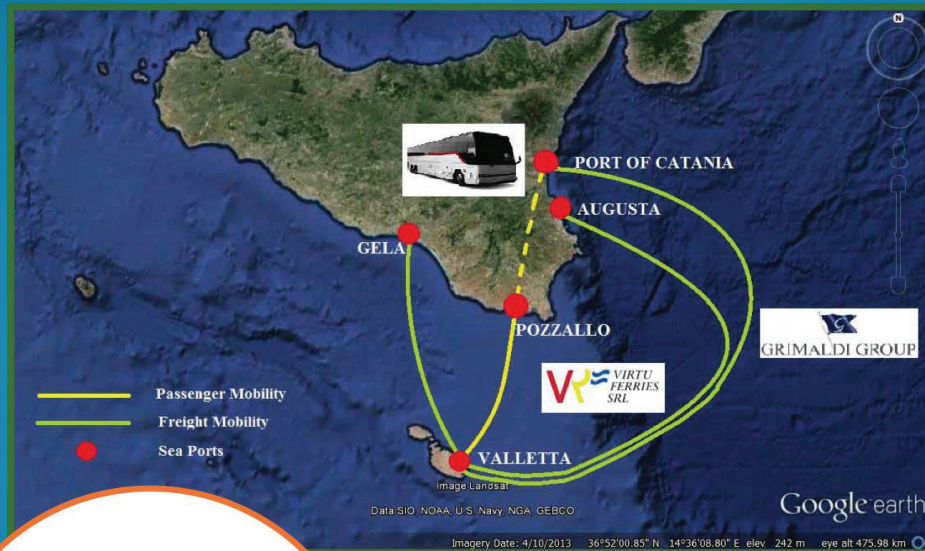 N
PORT OF CATANIA
AUGUSTA
GELA
POZZALLO
G
GRIMALDI GROUP
VIRTU
FERRIES
SRL
Passenger Mobility
Freight Mobility
Sea Ports
VALLETTA
Image Landsat
Data SIO, NOAA, U.S. Navy, NGA, GEBCO
Google earth
Imagery Date: 4/10/2013 36°52'00.85" N 14°36'08.80" E elev 242 m eye alt 475.98 km